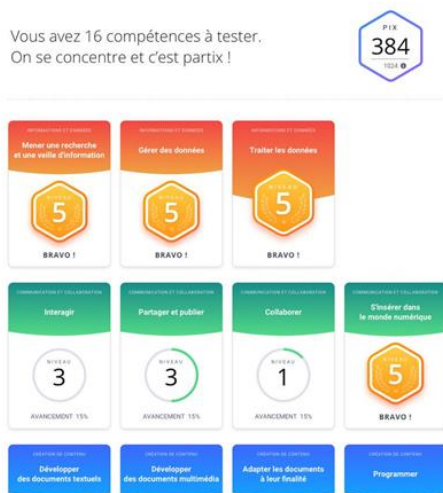 Vous avez 16 compétences à tester.
On se concentre et c'est partix !
PIX
384
1024
INFORMATIONS ET DONNÉES
Mener une recherche
et une veille d'information
NIVEAU
5
BRAVO !
INFORMATIONS ET DONNÉES
Gérer des données
NIVEAU
5
BRAVO !
INFORMATIONS ET DONNÉES
Traiter les données
NIVEAU
5
BRAVO !
COMMUNICATION ET COLLABORATION
Interagir
NIVEAU
3
AVANCEMENT 15%
COMMUNICATION ET COLLABORATION
Partager et publier
NIVEAU
3
AVANCEMENT 15%
COMMUNICATION ET COLLABORATION
Collaborer
NIVEAU
1
AVANCEMENT 15%
COMMUNICATION ET COLLABORATION
S'insérer dans
le monde numérique
NIVEAU
5
BRAVO !
CRÉATION DE CONTENU
Développer
des documents textuels
CRÉATION DE CONTENU
Développer
des documents multimédia
CRÉATION DE CONTENU
Adapter les documents
à leur finalité
CRÉATION DE CONTENU
Programmer